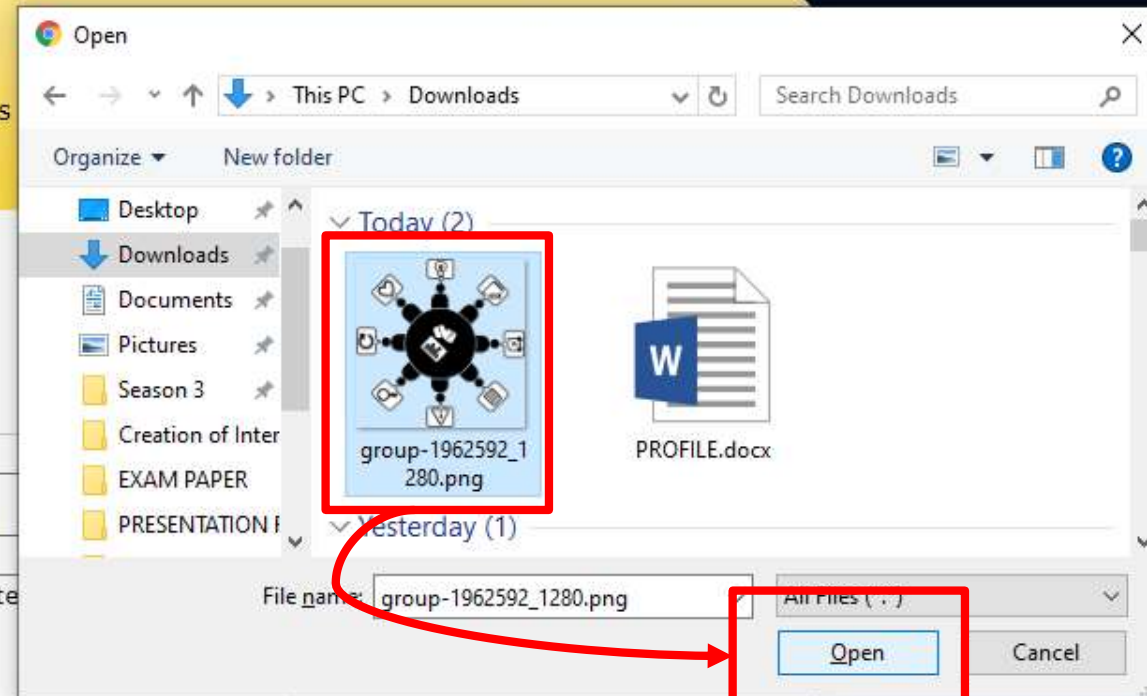 Open
s
This PC > Downloads
Search Downloads
Organize
New folder
?
Desktop
Downloads
Documents
Pictures
Season 3
Creation of Inter
EXAM PAPER
PRESENTATION
Today (2)
group-1962592_1
280.png
W
PROFILE.docx
Yesterday (1)
te
File name:
group-1962592_1280.png
All Files
Open
Cancel